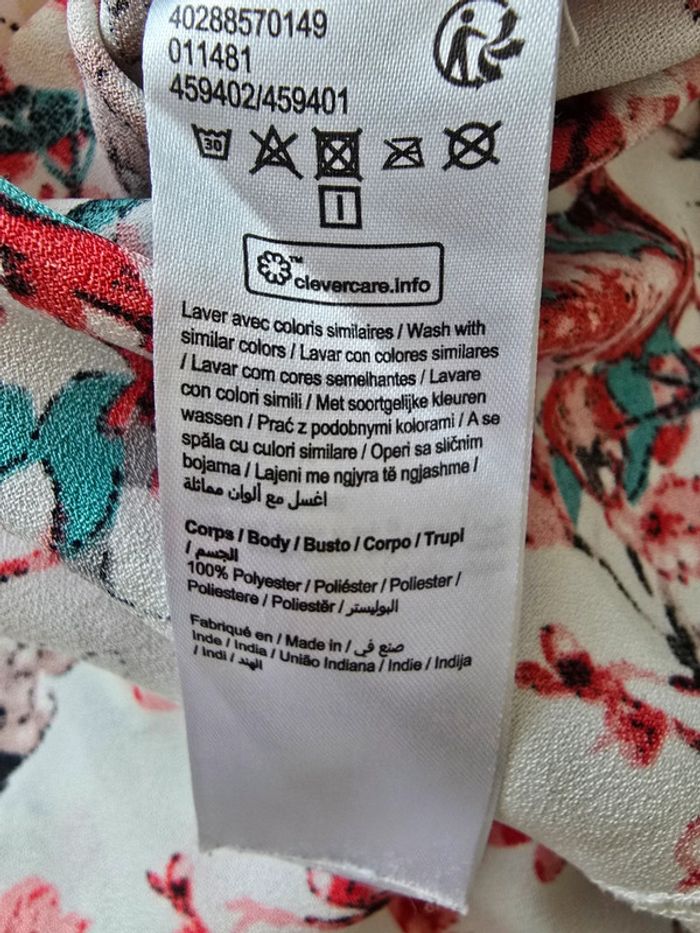 40288570149
011481
459402/459401
30
clevercare.info
TM
Laver avec coloris similaires / Wash with
similar colors / Lavar con colores similares
/ Lavar com cores semelhantes / Lavare
con colori simili / Met soortgelijke kleuren
wassen / Prać z podobnymi kolorami / A se
spăla cu culori similare / Operi sa sličnim
bojama / Lajeni me ngjyra të ngjashme /
اغسل مع ألوان مماثلة
Corps / Body / Busto / Corpo / Trupl
/ الجسم
100% Polyester / Poliéster / Poliester /
Poliestere / Poliestër / البوليستر
Fabriqué en / Made in / صنع في
Inde / India / União Indiana / Indie / Indija
/ Indi / الهند